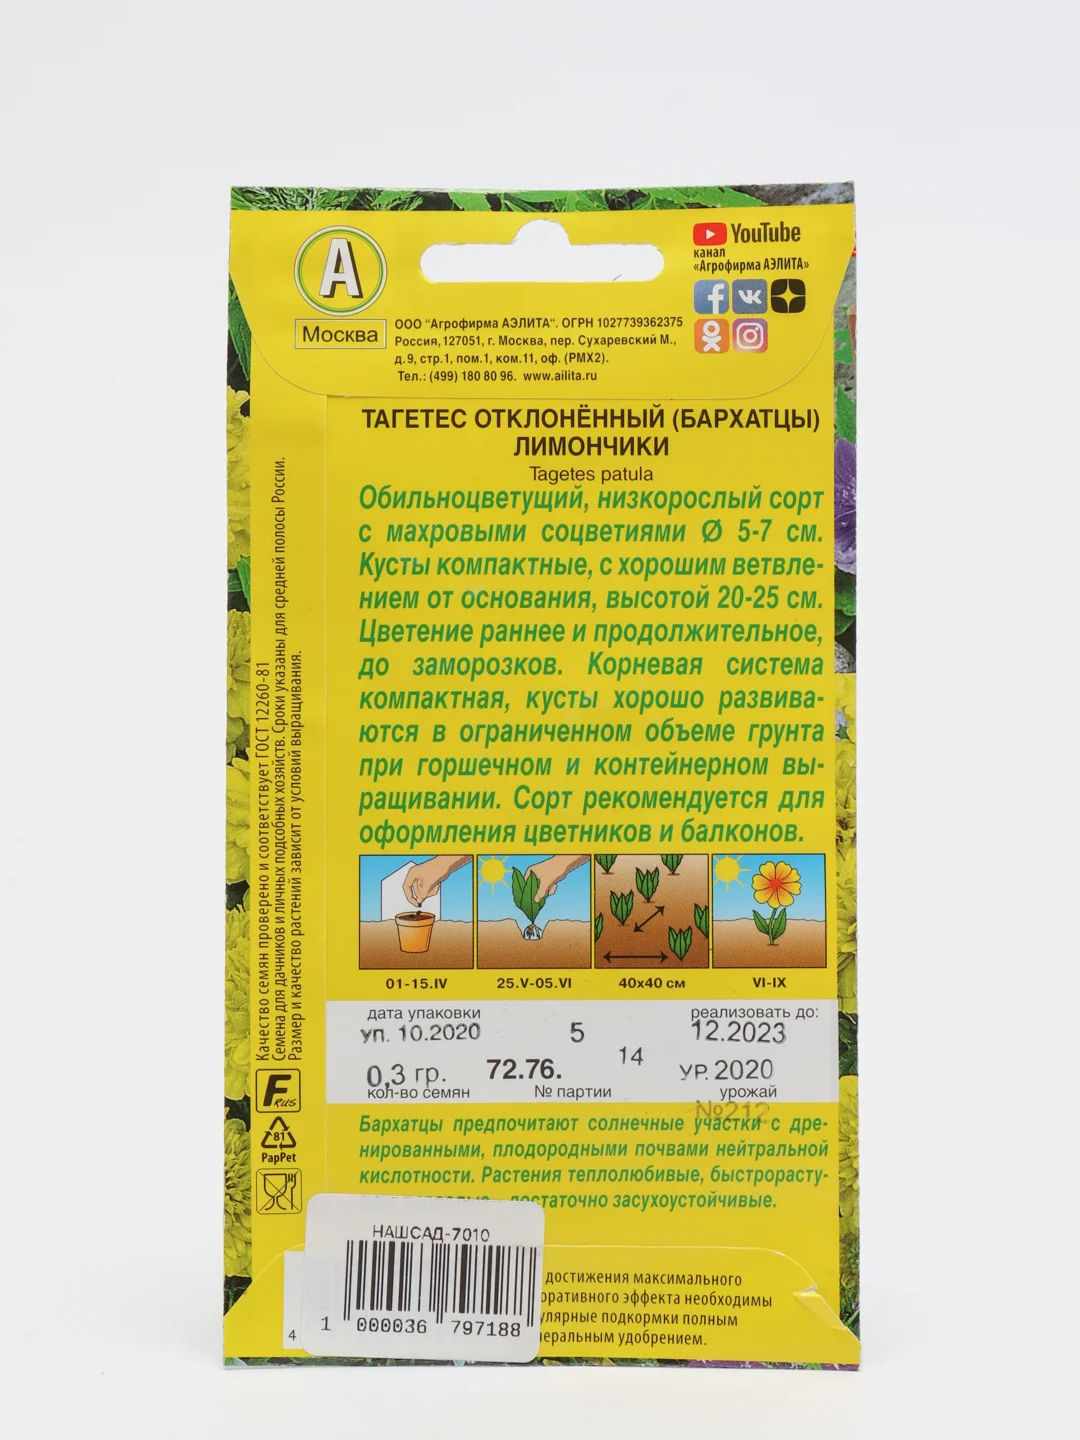 А
Москва
ООО "Агрофирма АЭЛИТА". ОГРН 1027739362375
Россия,127051, г. Москва, пер. Сухаревский М.,
д.9, стр.1, пом.1, ком.11, оф. (РМХ2).
Тел.: (499) 180 80 96. www.ailita.ru
YouTube
канал
«Агрофирма АЭЛИТА»
ТАГЕТЕС ОТКЛОНЁННЫЙ (БАРХАТЦЫ)
ЛИМОНЧИКИ
Tagetes patula
Обильноцветущий, низкорослый сорт
с махровыми соцветиями Ø 5-7 см.
Кусты компактные, с хорошим ветвле-
нием от основания, высотой 20-25 см.
Цветение раннее и продолжительное,
до заморозков. Корневая система
компактная, кусты хорошо развива-
ются в ограниченном объеме грунта
при горшечном и контейнерном вы-
ращивании. Сорт рекомендуется для
оформления цветников и балконов.
01-15.IV 25.V-05.VI 40х40 см VI-IX
дата упаковки реализовать до:
УП. 10.2020 5 12.2023
0,3 гр. 72.76. 14 УР. 2020
кол-во семян № партии урожай
№212
Бархатцы предпочитают солнечные участки с дре-
нированными, плодородными почвами нейтральной
кислотности. Растения теплолюбивые, быстрорасту-
достаточно засухоустойчивые.
достижения максимального
эффекта необходимы
подкормки полным
удобрением.
Качество семян проверено и соответствует ГОСТ 12260-81
Семена для дачников и личных подсобных хозяйств. Сроки указаны для средней полосы России.
Размер и качество растений зависит от условий выращивания.
F RUS
81
PapPet
НАШСАД-7010
1 000036 797188
4